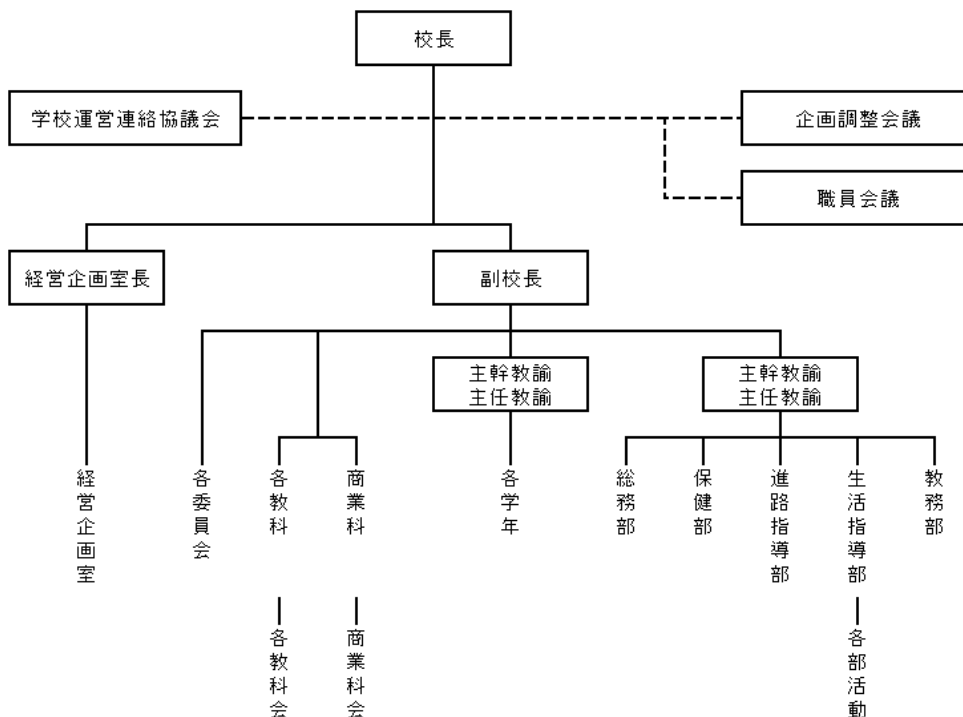 校長
学校運営連絡協議会
企画調整会議
職員会議
経営企画室長
副校長
主幹教諭
主任教諭
主幹教諭
主任教諭
経営企画室
各委員会
各教科
商業科
各学年
総務部
保健部
進路指導部
生活指導部
教務部
各教科会
商業科会
各部活動